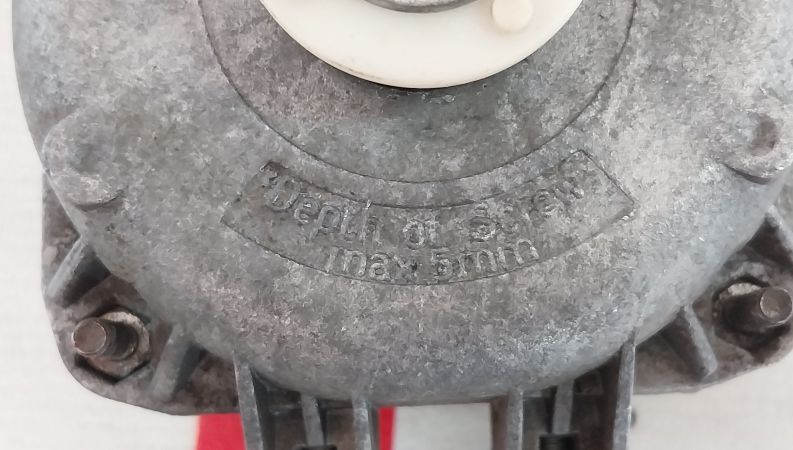 Depth of Screw
max 5mm